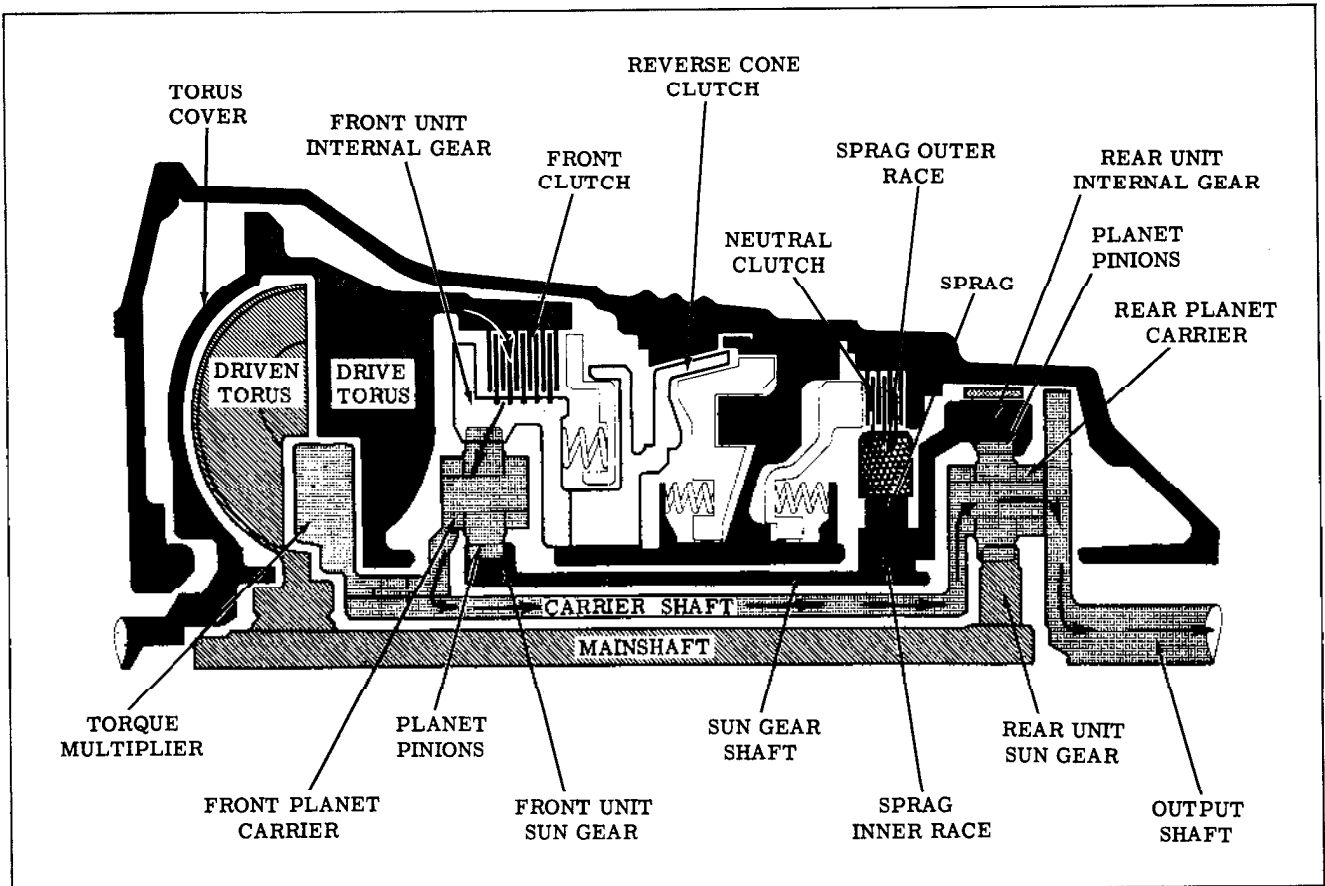 REVERSE CONE
CLUTCH
TORUS
COVER
FRONT UNIT
INTERNAL GEAR
FRONT
CLUTCH
SPRAG OUTER
RACE
REAR UNIT
INTERNAL GEAR
NEUTRAL
CLUTCH
PLANET
PINIONS
SPRAG
REAR PLANET
CARRIER
DRIVEN
TORUS
DRIVE
TORUS
CARRIER SHAFT
MAINSHAFT
TORQUE
MULTIPLIER
PLANET
PINIONS
SUN GEAR
SHAFT
REAR UNIT
SUN GEAR
FRONT PLANET
CARRIER
FRONT UNIT
SUN GEAR
SPRAG
INNER RACE
OUTPUT
SHAFT